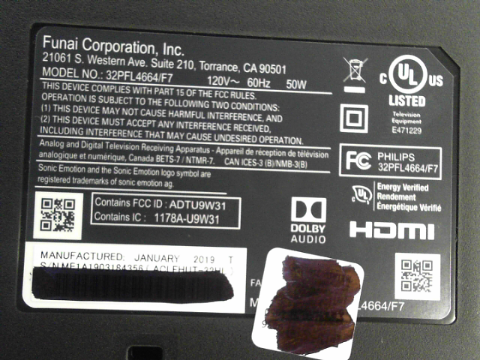 Funai Corporation, Inc.
21061 S. Western Ave. Suite 210, Torrance, CA 90501
MODEL NO.: 32PFL4664/F7 120V~ 60Hz 50W
THIS DEVICE COMPLIES WITH PART 15 OF THE FCC RULES.
OPERATION IS SUBJECT TO THE FOLLOWING TWO CONDITIONS:
(1) THIS DEVICE MAY NOT CAUSE HARMFUL INTERFERENCE, AND
(2) THIS DEVICE MUST ACCEPT ANY INTERFERENCE RECEIVED,
INCLUDING INTERFERENCE THAT MAY CAUSE UNDESIRED OPERATION.
Analog and Digital Television Receiving Apparatus - Appareil de réception de télévision
analogique et numérique, Canada BETS-7 / NTMR-7. CAN ICES-3 (B)/NMB-3(B)
Sonic Emotion and the Sonic Emotion logo symbol are
registered trademarks of sonic emotion ag.
Contains FCC ID : ADTU9W31
Contains IC : 1178A-U9W31
MANUFACTURED: JANUARY 2019 T
S/N
C UL US
LISTED
Television
Equipment
E471229
FC PHILIPS
32PFL4664/F7
UL
Energy Verified
Rendement
Énergétique Vérifié
DOLBY
AUDIO
HDMI
FA
M
L4664/F7